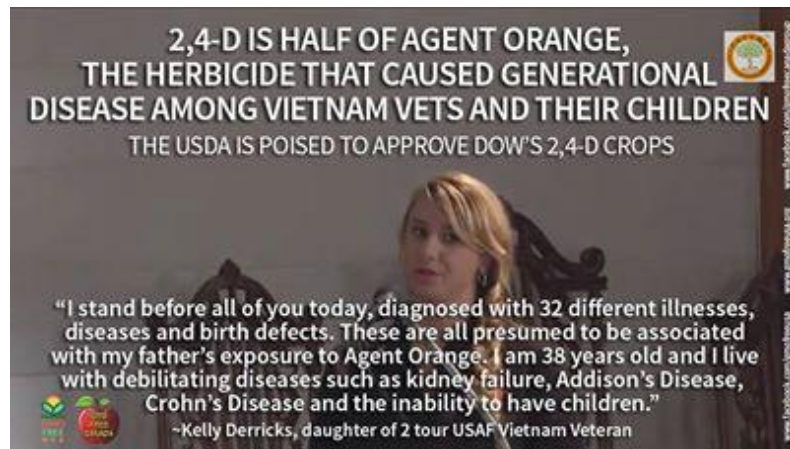 2,4-D IS HALF OF AGENT ORANGE,
THE HERBICIDE THAT CAUSED GENERATIONAL
DISEASE AMONG VIETNAM VETS AND THEIR CHILDREN
THE USDA IS POISED TO APPROVE DOW'S 2,4-D CROPS
“I stand before all of you today, diagnosed with 32 different illnesses,
diseases and birth defects. These are all presumed to be associated
with my father's exposure to Agent Orange. I am 38 years old and I live
with debilitating diseases such as kidney failure, Addison's Disease,
Crohn's Disease and the inability to have children.”
~Kelly Derricks, daughter of 2 tour USAF Vietnam Veteran